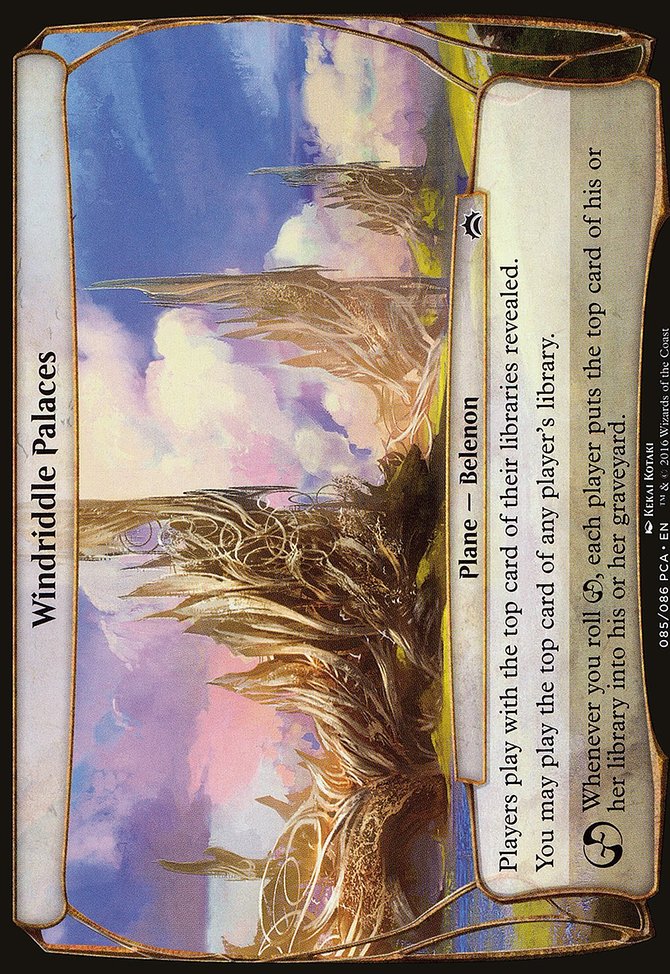 Windriddle Palaces
Plane — Belenon
Players play with the top card of their libraries revealed.
You may play the top card of any player's library.
Whenever you roll , each player puts the top card of his or
her library into his or her graveyard.
Kekai Kotaki
085/086 PCA • EN ™ & © 2016 Wizards of the Coast